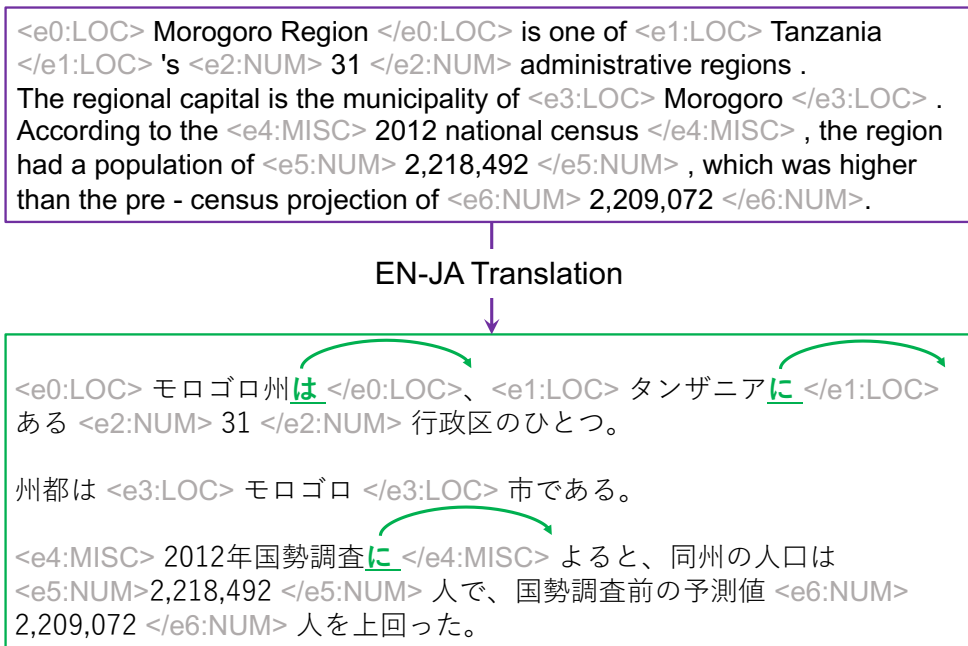 <e0:LOC> Morogoro Region </e0:LOC> is one of <e1:LOC> Tanzania
</e1:LOC> 's <e2:NUM> 31 </e2:NUM> administrative regions .
The regional capital is the municipality of <e3:LOC> Morogoro </e3:LOC> .
According to the <e4:MISC> 2012 national census </e4:MISC> , the region
had a population of <e5:NUM> 2,218,492 </e5:NUM> , which was higher
than the pre - census projection of <e6:NUM> 2,209,072 </e6:NUM>.
EN-JA Translation
<e0:LOC> モロゴロ州は </e0:LOC>、<e1:LOC> タンザニアに </e1:LOC>
ある <e2:NUM> 31 </e2:NUM> 行政区のひとつ。
州都は <e3:LOC> モロゴロ </e3:LOC> 市である。
<e4:MISC> 2012年国勢調査に </e4:MISC> よると、同州の人口は
<e5:NUM>2,218,492 </e5:NUM> 人で、国勢調査前の予測値 <e6:NUM>
2,209,072 </e6:NUM> 人を上回った。